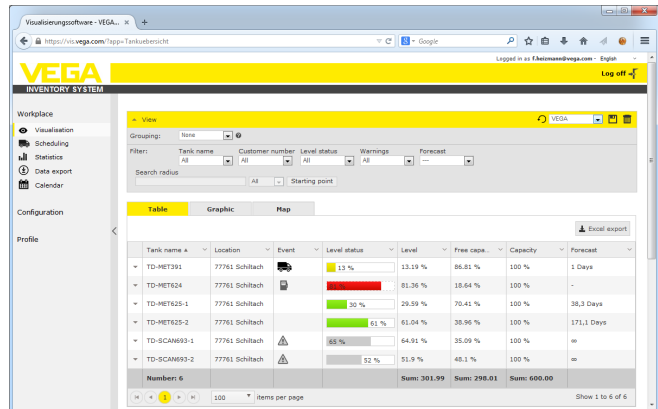 Visualisierungssoftware - VEGA...
https://vis.vega.com/?app=Tankuebersicht
Google
Logged in as f.heizmann@vega.com - English
VEGA
Log off
INVENTORY SYSTEM
Workplace
Visualisation
Scheduling
Statistics
Data export
Calendar
Configuration
Profile
View
VEGA
Grouping: None
Filter: Tank name Customer number Level status Warnings Forecast
All All All All ---
Search radius
All Starting point
Table Graphic Map
Excel export
Tank name Location Event Level status Level Free capa... Capacity Forecast
TD-MET391 77761 Schiltach 13 % 13.19 % 86.81 % 100 % 1 Days
TD-MET624 77761 Schiltach 81 % 81.36 % 18.64 % 100 % -
TD-MET625-1 77761 Schiltach 30 % 29.59 % 70.41 % 100 % 38,3 Days
TD-MET625-2 77761 Schiltach 61 % 61.04 % 38.96 % 100 % 171,1 Days
TD-SCAN693-1 77761 Schiltach 65 % 64.91 % 35.09 % 100 % ∞
TD-SCAN693-2 77761 Schiltach 52 % 51.9 % 48.1 % 100 % ∞
Number: 6 Sum: 301.99 Sum: 298.01 Sum: 600.00
1 100 items per page Show 1 to 6 of 6